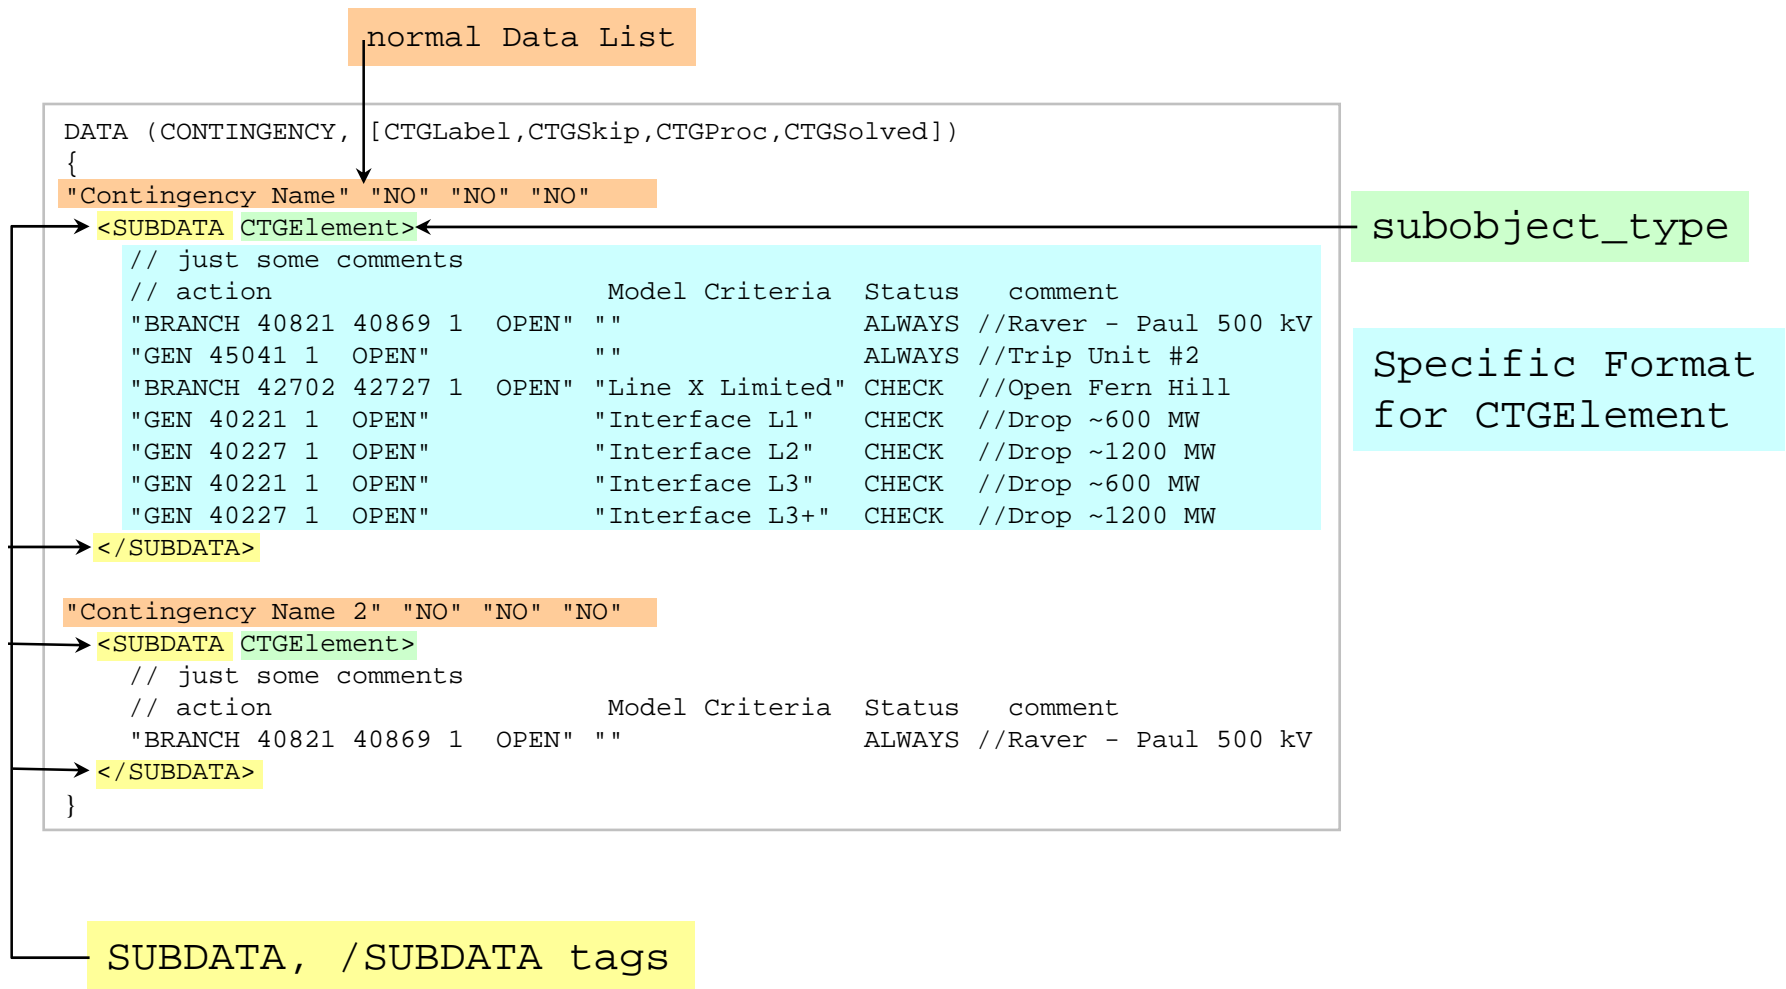 normal Data List
DATA (CONTINGENCY, [CTGLabel,CTGSkip,CTGProc,CTGSolved])
{
"Contingency Name" "NO" "NO" "NO"
<SUBDATA CTGElement>
// just some comments
// action Model Criteria Status comment
"BRANCH 40821 40869 1 OPEN" "" ALWAYS //Raver - Paul 500 kV
"GEN 45041 1 OPEN" "" ALWAYS //Trip Unit #2
"BRANCH 42702 42727 1 OPEN" "Line X Limited" CHECK //Open Fern Hill
"GEN 40221 1 OPEN" "Interface L1" CHECK //Drop ~600 MW
"GEN 40227 1 OPEN" "Interface L2" CHECK //Drop ~1200 MW
"GEN 40221 1 OPEN" "Interface L3" CHECK //Drop ~600 MW
"GEN 40227 1 OPEN" "Interface L3+" CHECK //Drop ~1200 MW
</SUBDATA>
"Contingency Name 2" "NO" "NO" "NO"
<SUBDATA CTGElement>
// just some comments
// action Model Criteria Status comment
"BRANCH 40821 40869 1 OPEN" "" ALWAYS //Raver - Paul 500 kV
</SUBDATA>
}
subobject_type
Specific Format
for CTGElement
SUBDATA, /SUBDATA tags